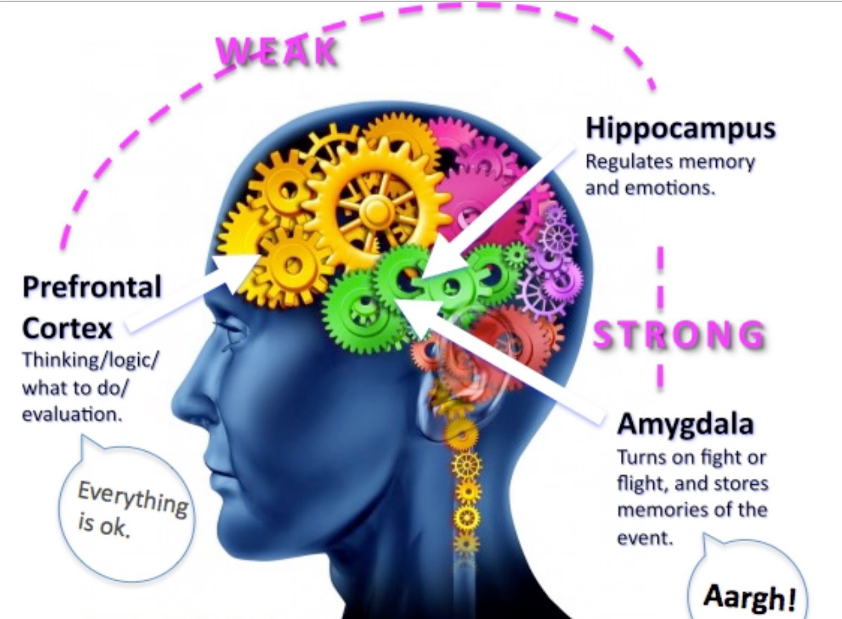 WEAK
Hippocampus
Regulates memory
and emotions.
Prefrontal
Cortex
Thinking/logic/
what to do/
evaluation.
Everything
is ok.
STRONG
Amygdala
Turns on fight or
flight, and stores
memories of the
event.
Aargh!